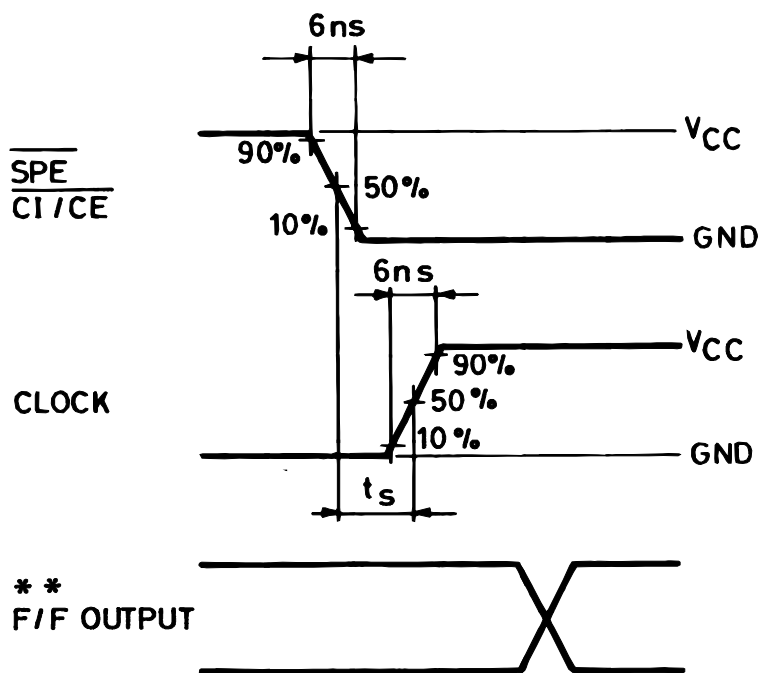 6ns
VCC
90%
SPE
50%
CI/CE
10%
GND
6ns
VCC
90%
CLOCK
50%
10%
GND
ts
**
F/F OUTPUT